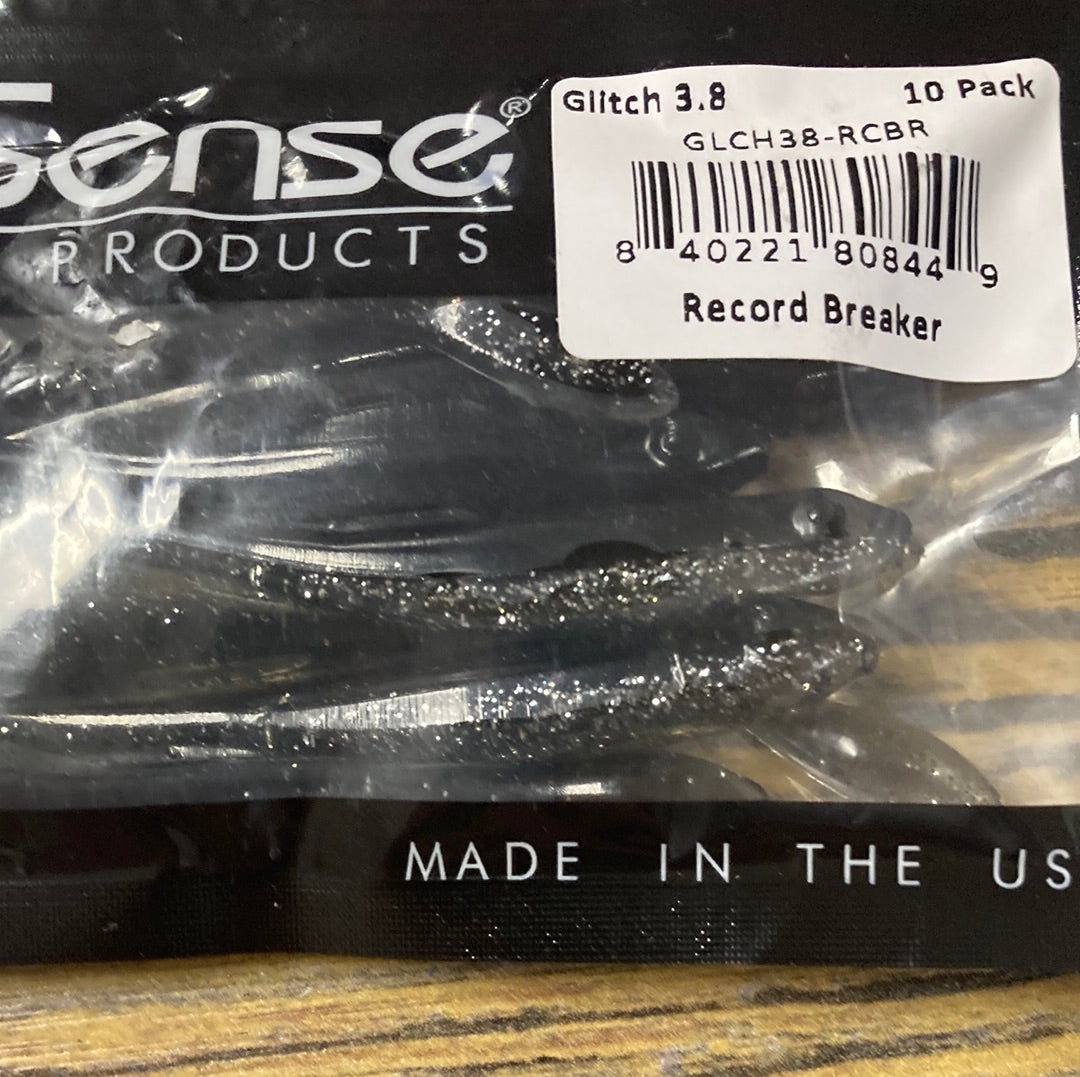 Sense®
PRODUCTS
Glitch 3.8 10 Pack
GLCH38-RCBR
8 40221 80844 9
Record Breaker
MADE IN THE US